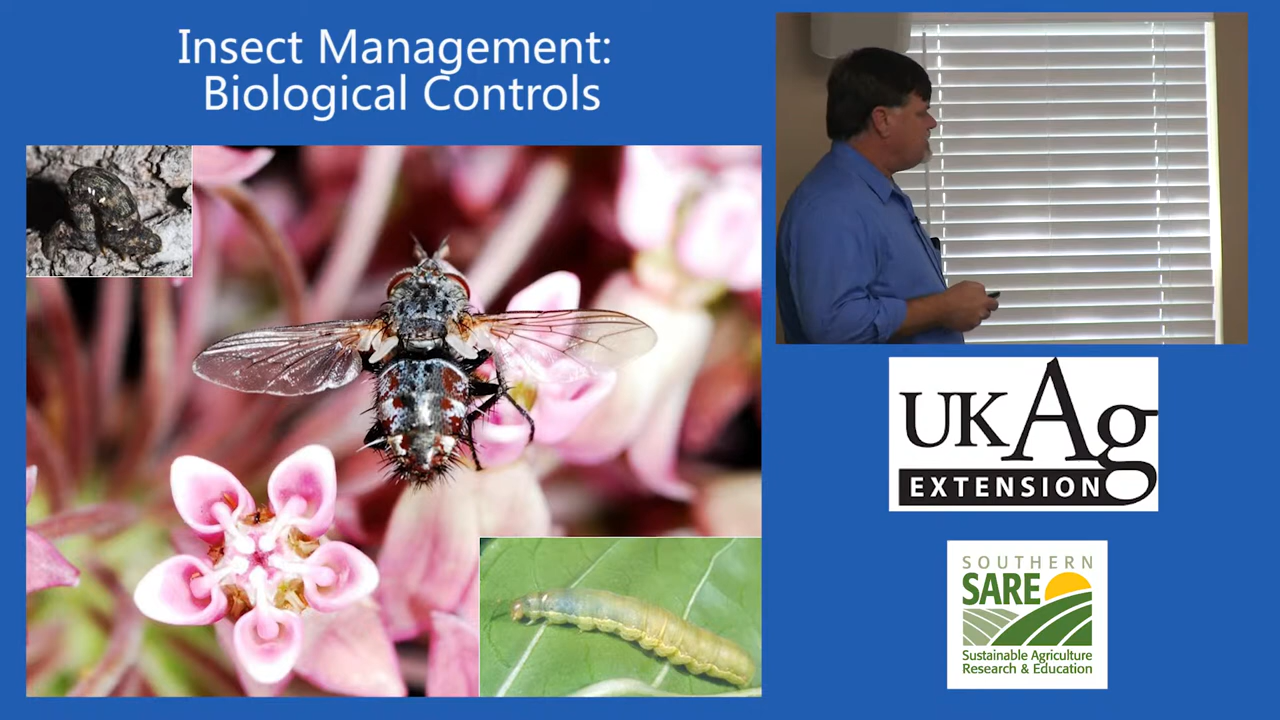 Insect Management:
Biological Controls
UKAg
EXTENSION
SOUTHERN
SARE
Sustainable Agriculture
Research & Education